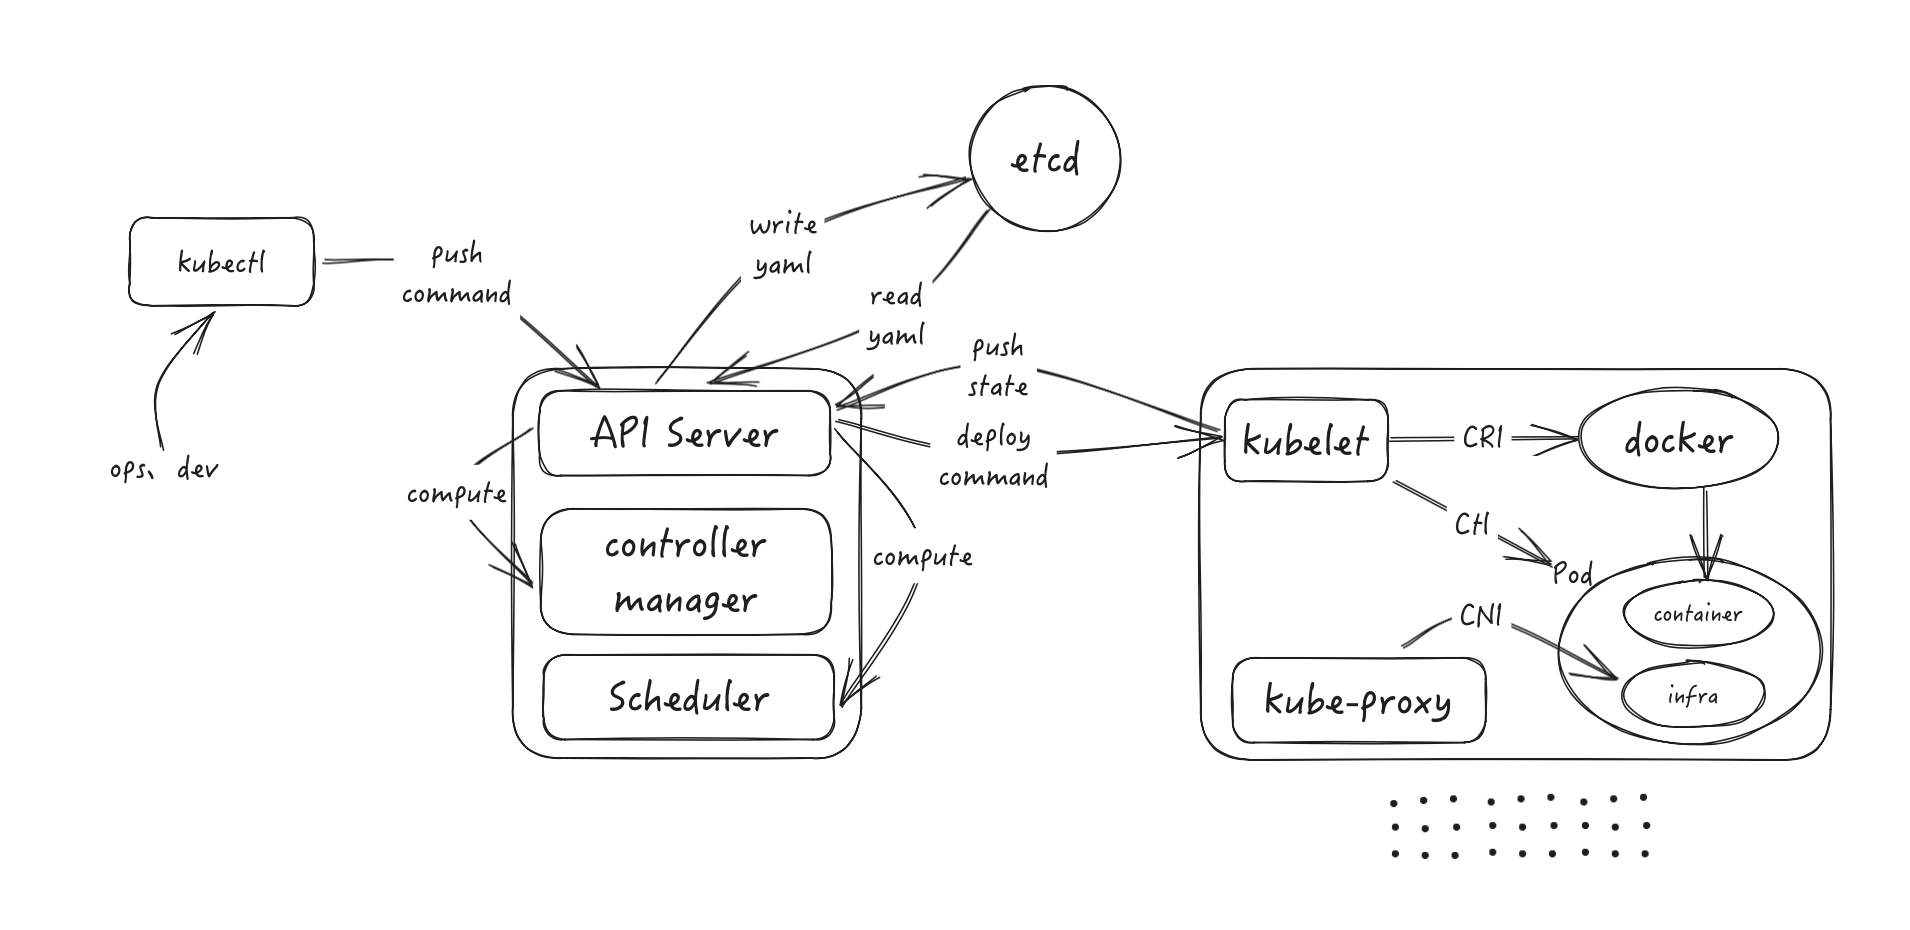 etcd
write
yaml
kubectl
push
command
read
yaml
push
state
ops、dev
API Server
deploy
command
kubelet
CRI
docker
compute
controller
manager
compute
Ctl
Pod
container
CNI
Scheduler
kube-proxy
infra